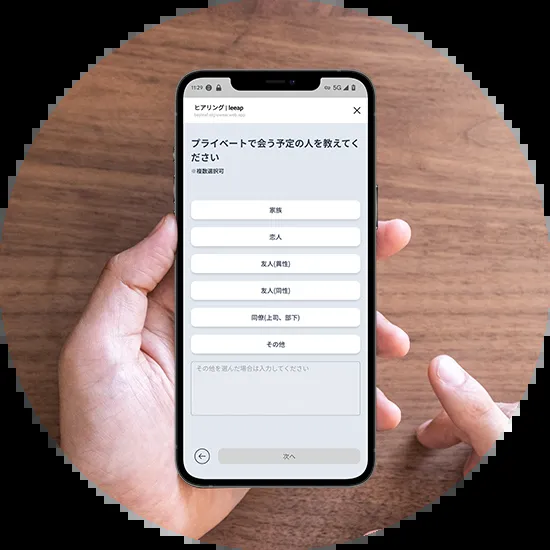 11:29 5G
ヒアリング | leeap
プライベートで会う予定の人を教えてく
ださい
※複数選択可
家族
恋人
友人(異性)
友人(同性)
同僚(上司、部下)
その他
その他を選んだ場合は入力してください
次へ